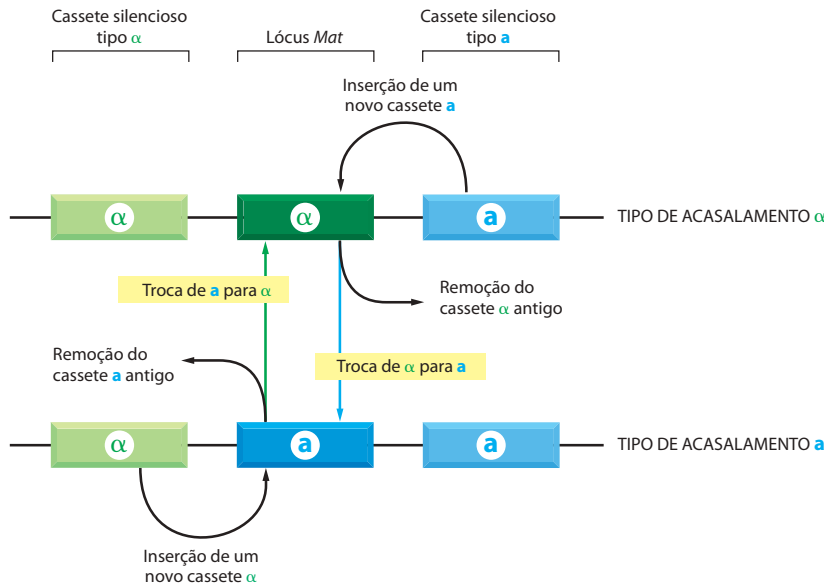 Cassete silencioso
tipo α
Lócus Mat
Cassete silencioso
tipo a
Inserção de um
novo cassete a
α
α
a
TIPO DE ACASALAMENTO α
Troca de a para α
Remoção do
cassete α antigo
Remoção do
cassete a antigo
Troca de α para a
α
a
a
TIPO DE ACASALAMENTO a
Inserção de um
novo cassete α